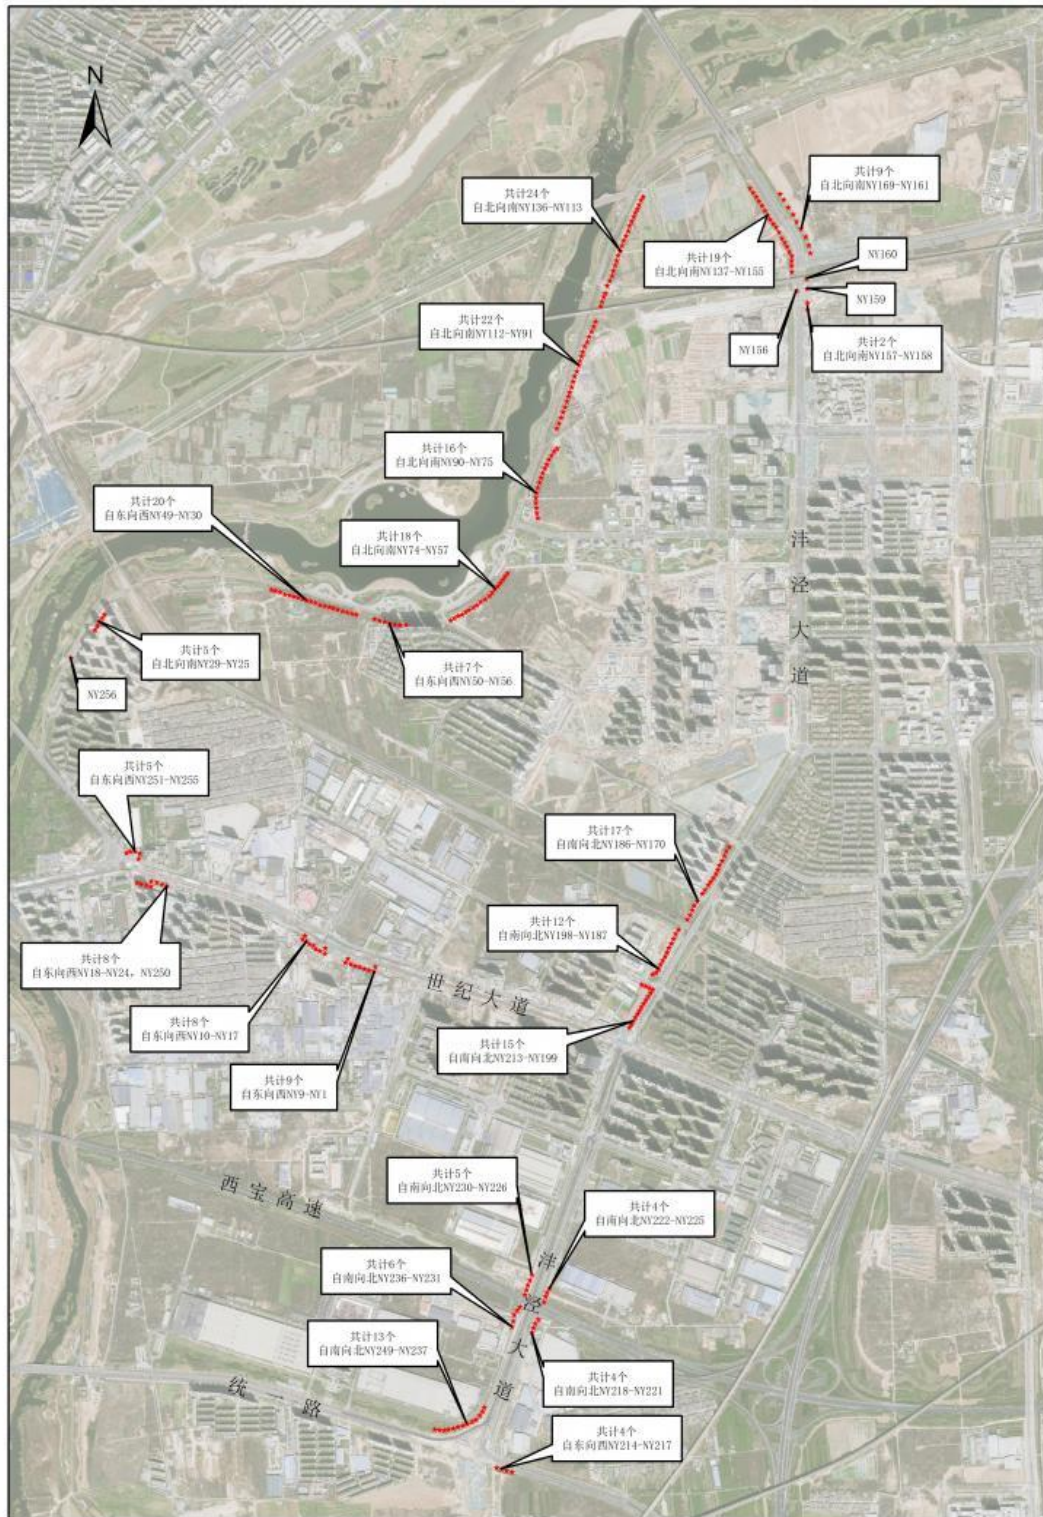 N
共计9个
自北向南NY169-NY161
共计24个
自北向南NY136-NY113
共计19个
自北向南NY137-NY155
NY160
NY159
共计22个
自北向南NY112-NY91
NY156
共计2个
自北向南NY157-NY158
共计16个
自北向南NY90-NY75
共计20个
自东向西NY49-NY30
共计18个
自北向南NY74-NY57
沣泾大道
共计5个
自北向南NY29-NY25
共计7个
自东向西NY50-NY56
NY256
共计5个
自东向西NY251-NY255
共计17个
自南向北NY186-NY170
共计12个
自南向北NY198-NY187
共计8个
自东向西NY18-NY24，NY250
世纪大道
共计8个
自东向西NY10-NY17
共计15个
自南向北NY213-NY199
共计9个
自东向西NY9-NY1
西宝高速
共计5个
自南向北NY230-NY226
共计4个
自南向北NY222-NY225
共计6个
自南向北NY236-NY231
沣泾大道
共计13个
自南向北NY249-NY237
共计4个
自南向北NY218-NY221
统路
共计4个
自东向西NY214-NY217